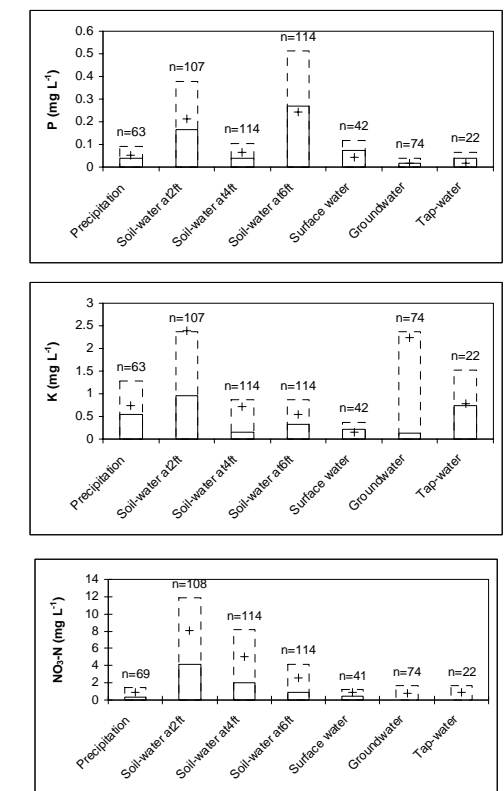 P (mg L-1)
0.6
0.5
0.4
0.3
0.2
0.1
0
n=63
n=107
n=114
n=114
n=42
n=74
n=22
Precipitation
Soil-water at2ft
Soil-water at4ft
Soil-water at6ft
Surface water
Groundwater
Tap-water
K (mg L-1)
3
2.5
2
1.5
1
0.5
0
n=63
n=107
n=114
n=114
n=42
n=74
n=22
Precipitation
Soil-water at2ft
Soil-water at4ft
Soil-water at6ft
Surface water
Groundwater
Tap-water
NO3-N (mg L-1)
14
12
10
8
6
4
2
0
n=69
n=108
n=114
n=114
n=41
n=74
n=22
Precipitation
Soil-water at2ft
Soil-water at4ft
Soil-water at6ft
Surface water
Groundwater
Tap-water